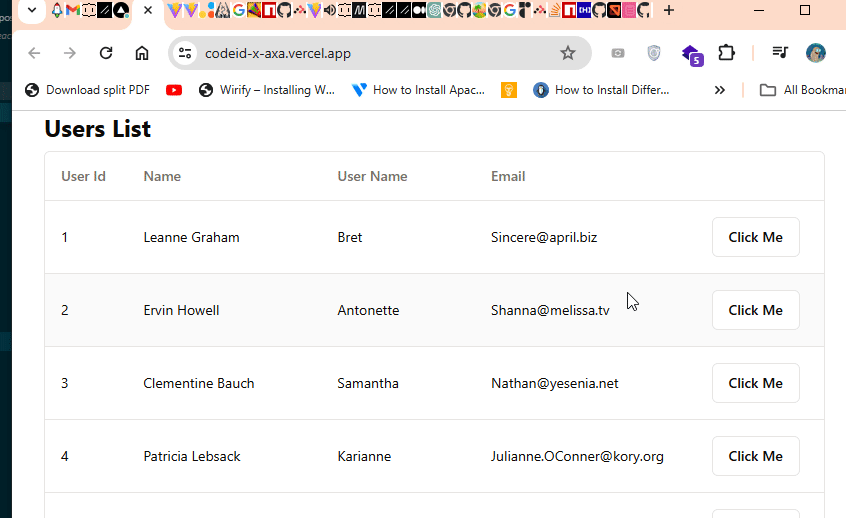 codeid-x-axa.vercel.app
5
Download split PDF
Wirify – Installing W...
How to Install Apac...
How to Install Differ...
All Bookmar
Users List
User Id Name User Name Email
1 Leanne Graham Bret Sincere@april.biz Click Me
2 Ervin Howell Antonette Shanna@melissa.tv Click Me
3 Clementine Bauch Samantha Nathan@yesenia.net Click Me
4 Patricia Lebsack Karianne Julianne.OConner@kory.org Click Me